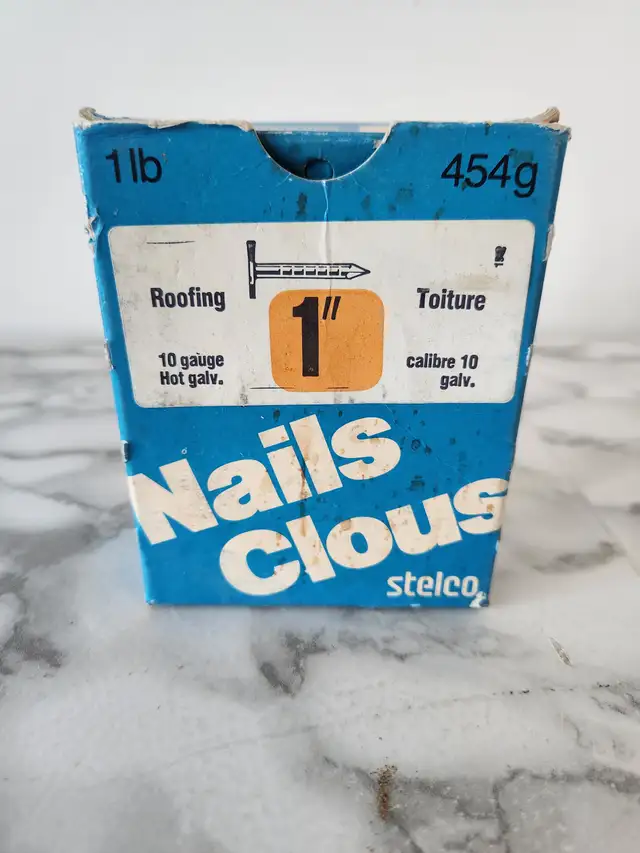 1 lb
454g
Roofing
1"
Toiture
10 gauge
Hot galv.
calibre 10
galv.
Nails
Clous
stelco